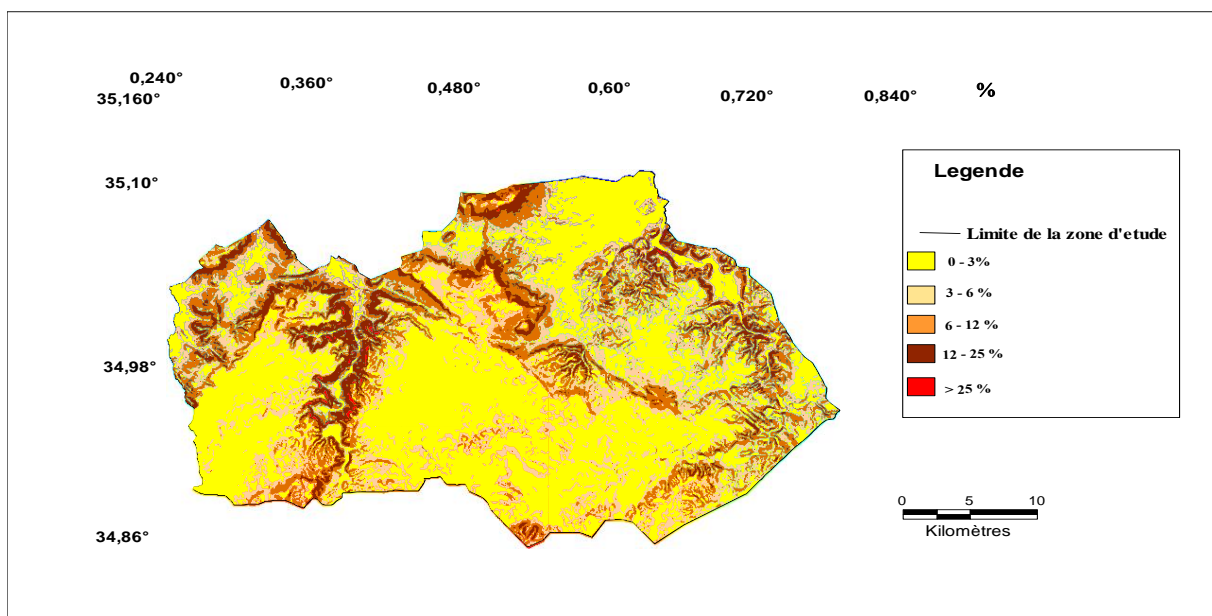 0,240° 0,360° 0,480° 0,60° 0,720° 0,840° %
35,160°
35,10°
34,98°
34,86°
Legende
Limite de la zone d'etude
0 - 3%
3 - 6 %
6 - 12 %
12 - 25 %
> 25 %
0 5 10
Kilomètres